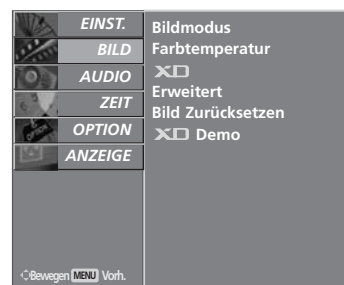 EINST.
BILD
AUDIO
ZEIT
OPTION
ANZEIGE
Bewegen MENU Vorh.
Bildmodus
Farbtemperatur
XD
Erweitert
Bild Zurücksetzen
XD Demo